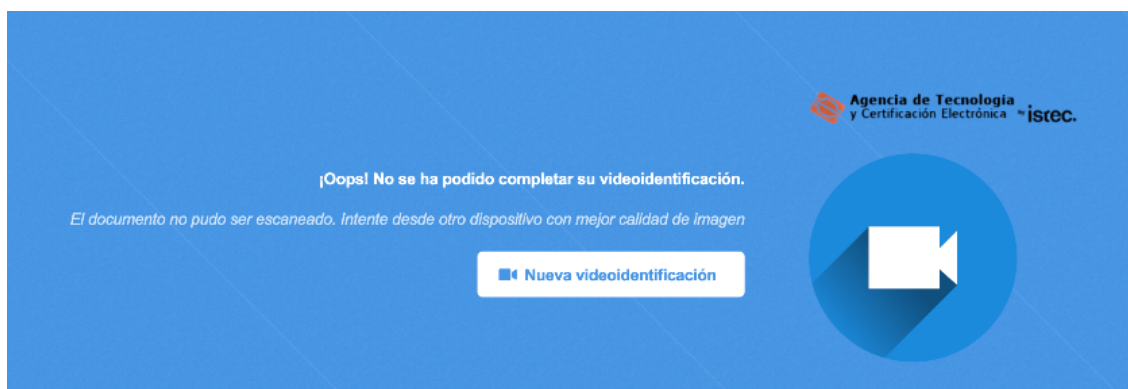 Agencia de Tecnología
y Certificación Electrónica by istec.
¡Oops! No se ha podido completar su videoidentificación.
El documento no pudo ser escaneado. Intente desde otro dispositivo con mejor calidad de imagen
Nueva videoidentificación